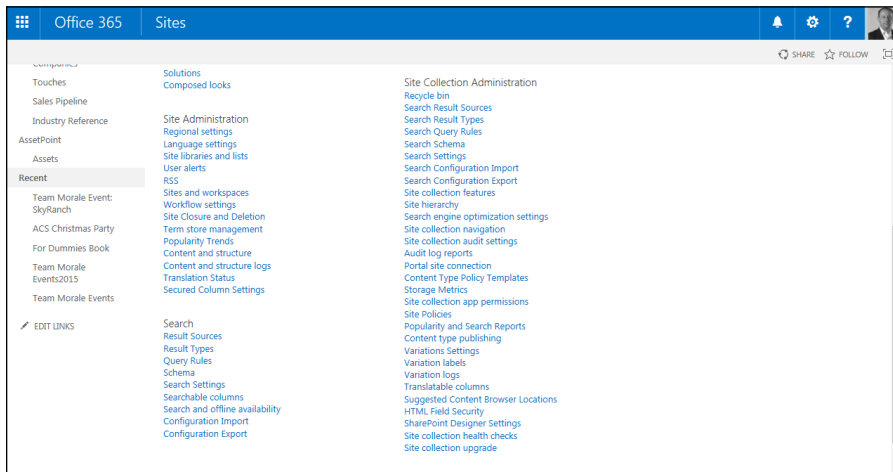 Office 365
Sites
?
SHARE
FOLLOW
Companies
Touches
Sales Pipeline
Industry Reference
AssetPoint
Assets
Recent
Team Morale Event:
SkyRanch
ACS Christmas Party
For Dummies Book
Team Morale
Events2015
Team Morale Events
EDIT LINKS
Solutions
Composed looks
Site Administration
Regional settings
Language settings
Site libraries and lists
User alerts
RSS
Sites and workspaces
Workflow settings
Site Closure and Deletion
Term store management
Popularity Trends
Content and structure
Content and structure logs
Translation Status
Secured Column Settings
Search
Result Sources
Result Types
Query Rules
Schema
Search Settings
Searchable columns
Search and offline availability
Configuration Import
Configuration Export
Site Collection Administration
Recycle bin
Search Result Sources
Search Result Types
Search Query Rules
Search Schema
Search Settings
Search Configuration Import
Search Configuration Export
Site collection features
Site hierarchy
Search engine optimization settings
Site collection navigation
Site collection audit settings
Audit log reports
Portal site connection
Content Type Policy Templates
Storage Metrics
Site collection app permissions
Site Policies
Popularity and Search Reports
Content type publishing
Variations Settings
Variation labels
Variation logs
Translatable columns
Suggested Content Browser Locations
HTML Field Security
SharePoint Designer Settings
Site collection health checks
Site collection upgrade